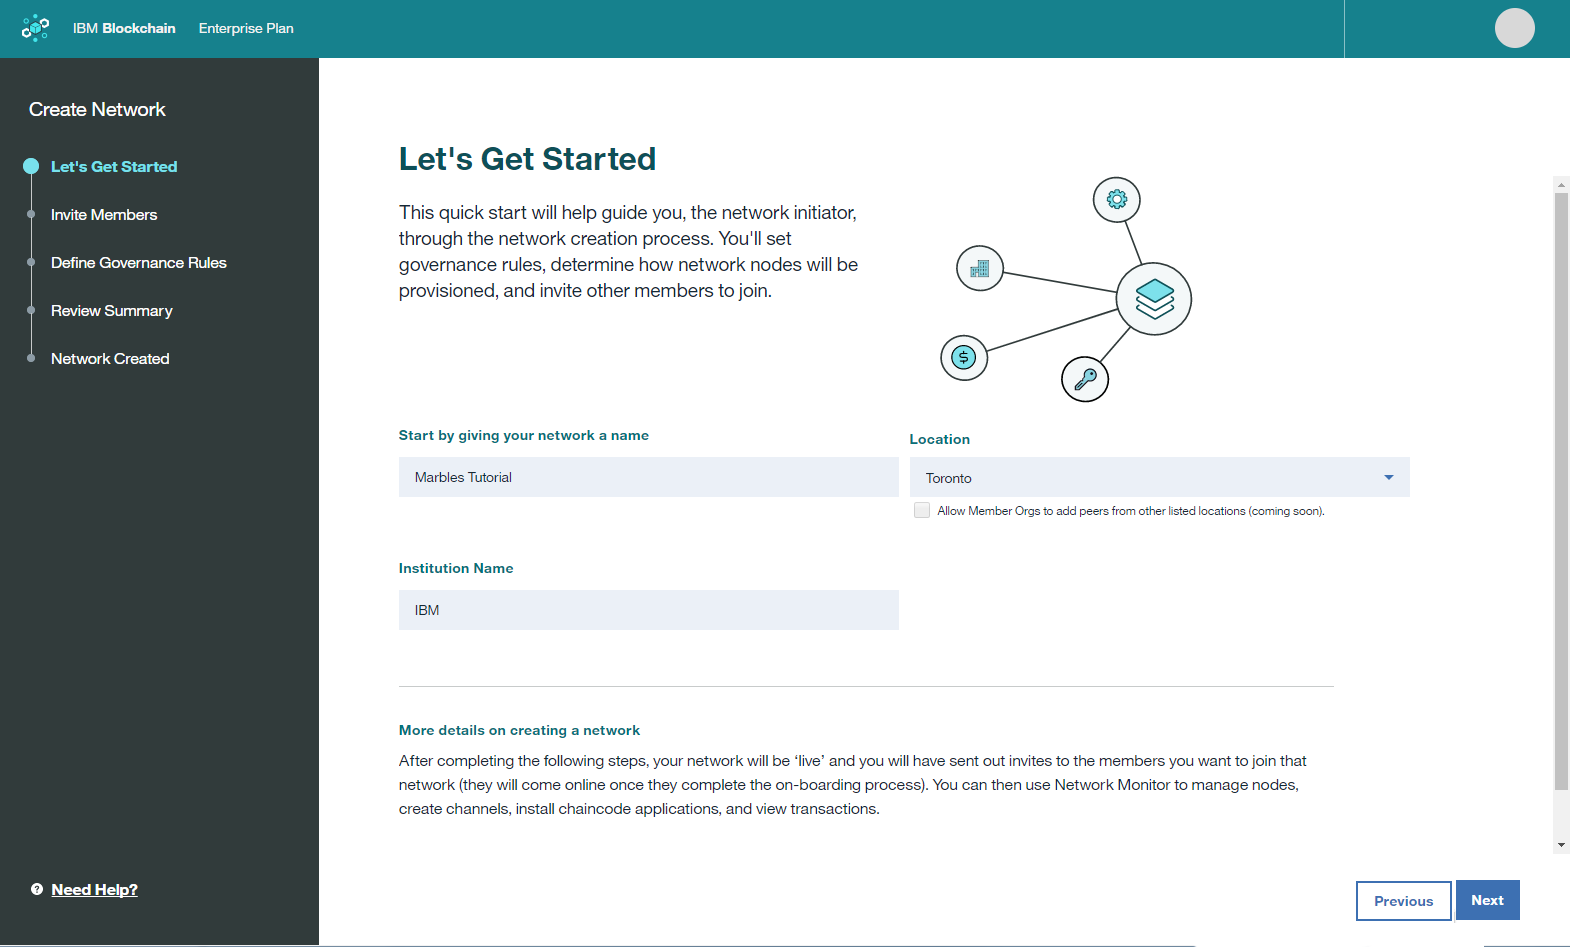 IBM Blockchain Enterprise Plan
Create Network
Let's Get Started
Invite Members
Define Governance Rules
Review Summary
Network Created
? Need Help?
Let's Get Started
This quick start will help guide you, the network initiator,
through the network creation process. You'll set
governance rules, determine how network nodes will be
provisioned, and invite other members to join.
$
Start by giving your network a name
Marbles Tutorial
Location
Toronto
Allow Member Orgs to add peers from other listed locations (coming soon).
Institution Name
IBM
More details on creating a network
After completing the following steps, your network will be ‘live’ and you will have sent out invites to the members you want to join that
network (they will come online once they complete the on-boarding process). You can then use Network Monitor to manage nodes,
create channels, install chaincode applications, and view transactions.
Previous
Next